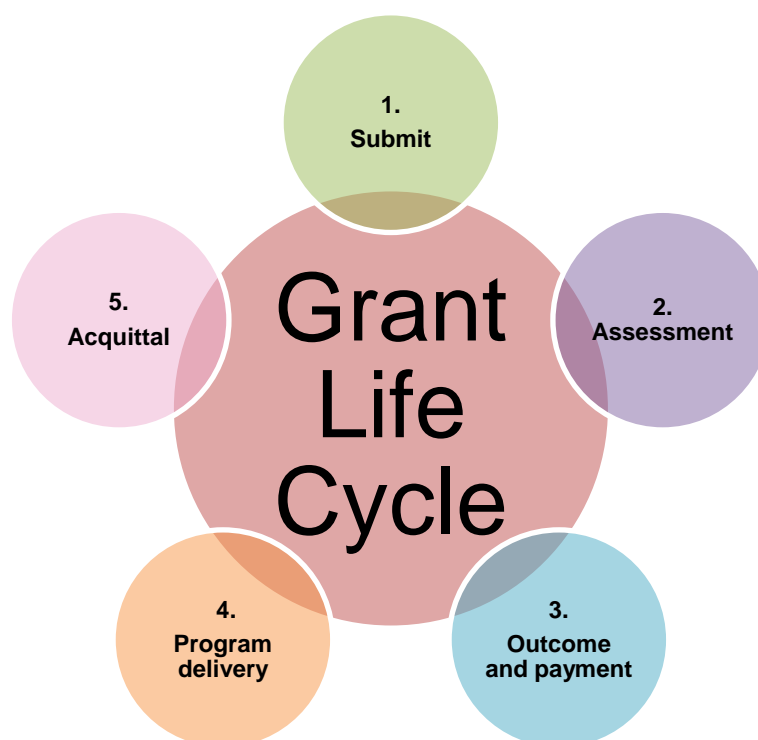 1.
Submit
2.
Assessment
3.
Outcome
and payment
4.
Program
delivery
5.
Acquittal
Grant
Life
Cycle